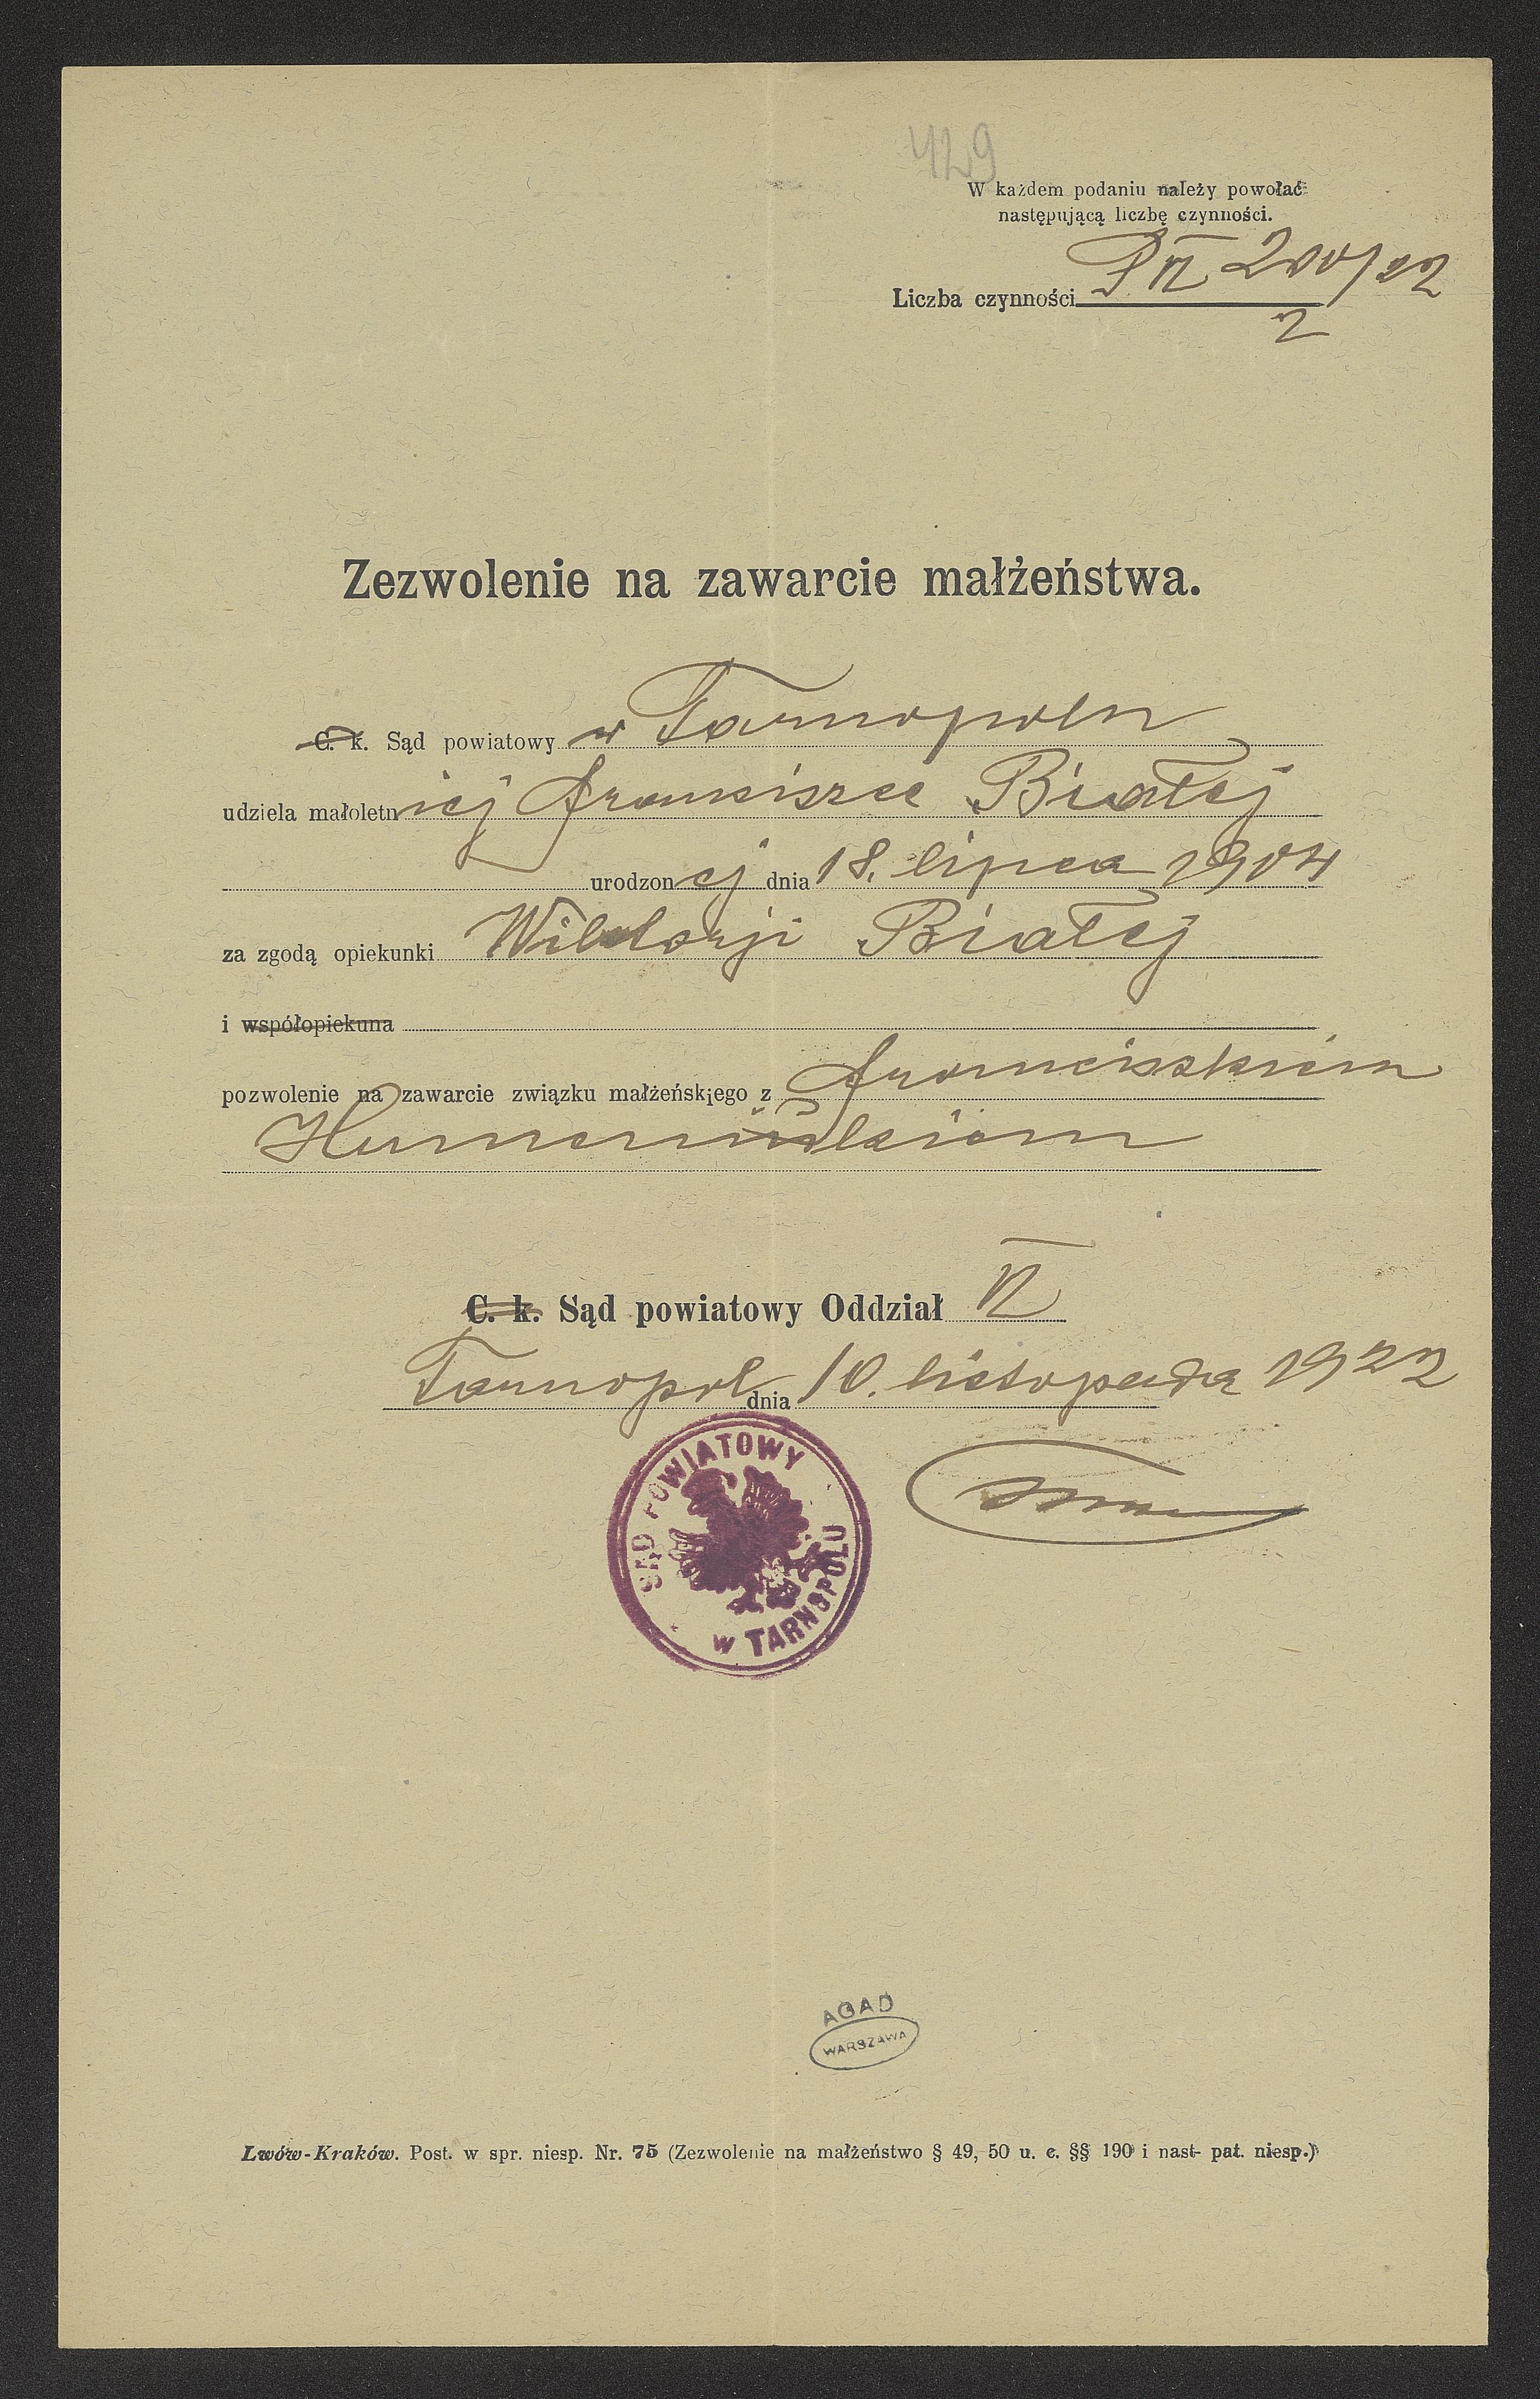 429
W każdem podaniu należy powołać
następującą liczbę czynności.
Liczba czynności P VI 200/22
2
Zezwolenie na zawarcie małżeństwa.
C. k. Sąd powiatowy w Tarnopolu
udziela małoletniej Franciszce Białej
urodzonej dnia 18. lipca 1904
za zgodą opiekunki Wiktorji Białej
i współopiekuna
pozwolenie na zawarcie związku małżeńskiego z Franciszkiem
C. k. Sąd powiatowy Oddział VI
Tarnopol dnia 10. listopada 1922
SĄD POWIATOWY
w TARNOPOLU
AGAD
WARSZAWA
Lwów-Kraków. Post. w spr. niesp. Nr. 75 (Zezwolenie na małżeństwo § 49, 50 u. c. §§ 190 i nast- pat. niesp.)